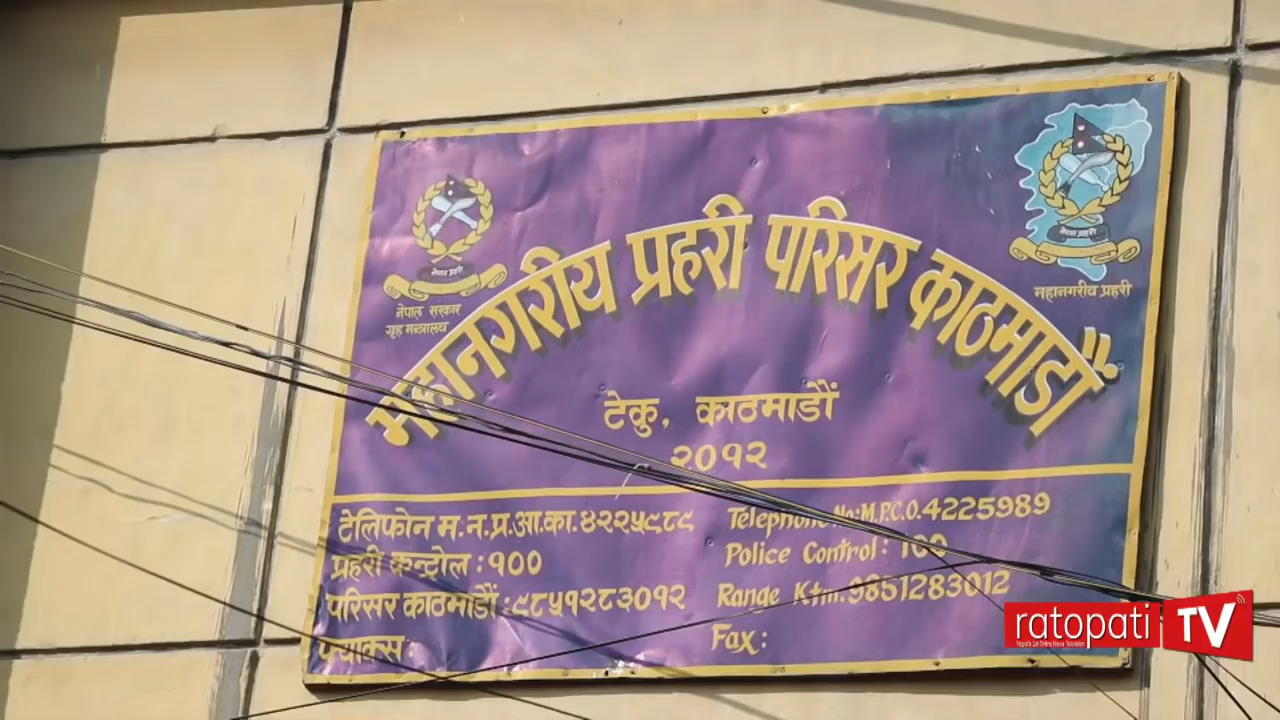 नेपाल प्रहरी
नेपाल सरकार
गृह मन्त्रालय
नेपाल प्रहरी
महानगरीय प्रहरी
महानगरीय प्रहरी परिसर काठमाडौं
टेकु, काठमाडौं
२०१२
टेलिफोन म.न.प्र.आ.का.४२२५९८९
प्रहरी कन्ट्रोल : १००
परिसर काठमाडौं : ९८५१२८३०१२
फ्याक्स :
Telephone No: M.P.C.O.4225989
Police Control : 100
Range Ktm.9851283012
Fax :
ratopati TV